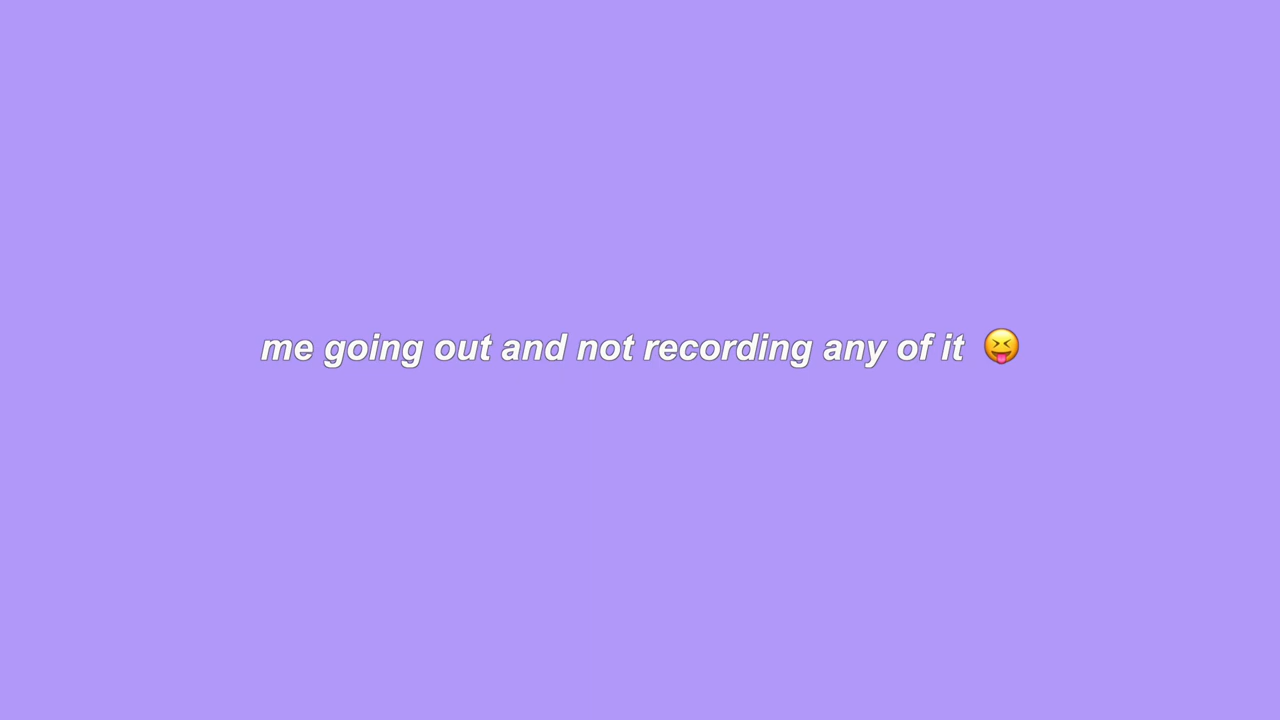 me going out and not recording any of it 😝